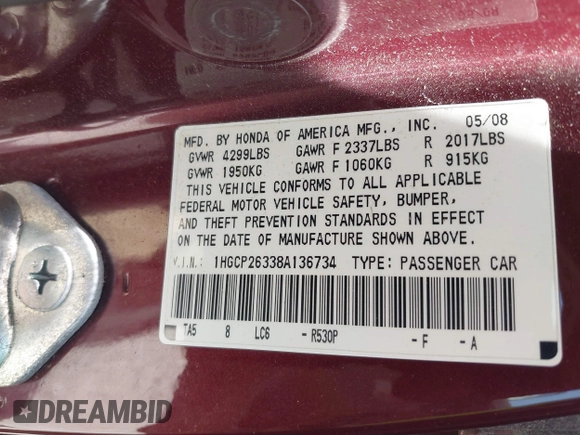 MFD. BY HONDA OF AMERICA MFG., INC. 05/08
GVWR 4299LBS GAWR F 2337LBS R 2017LBS
GVWR 1950KG GAWR F 1060KG R 915KG
THIS VEHICLE CONFORMS TO ALL APPLICABLE
FEDERAL MOTOR VEHICLE SAFETY, BUMPER,
AND THEFT PREVENTION STANDARDS IN EFFECT
ON THE DATE OF MANUFACTURE SHOWN ABOVE.
V.I.N.: 1HGCP26338A136734 TYPE: PASSENGER CAR
TA5 8 LC6 - R530P - F - A
DREAMBID